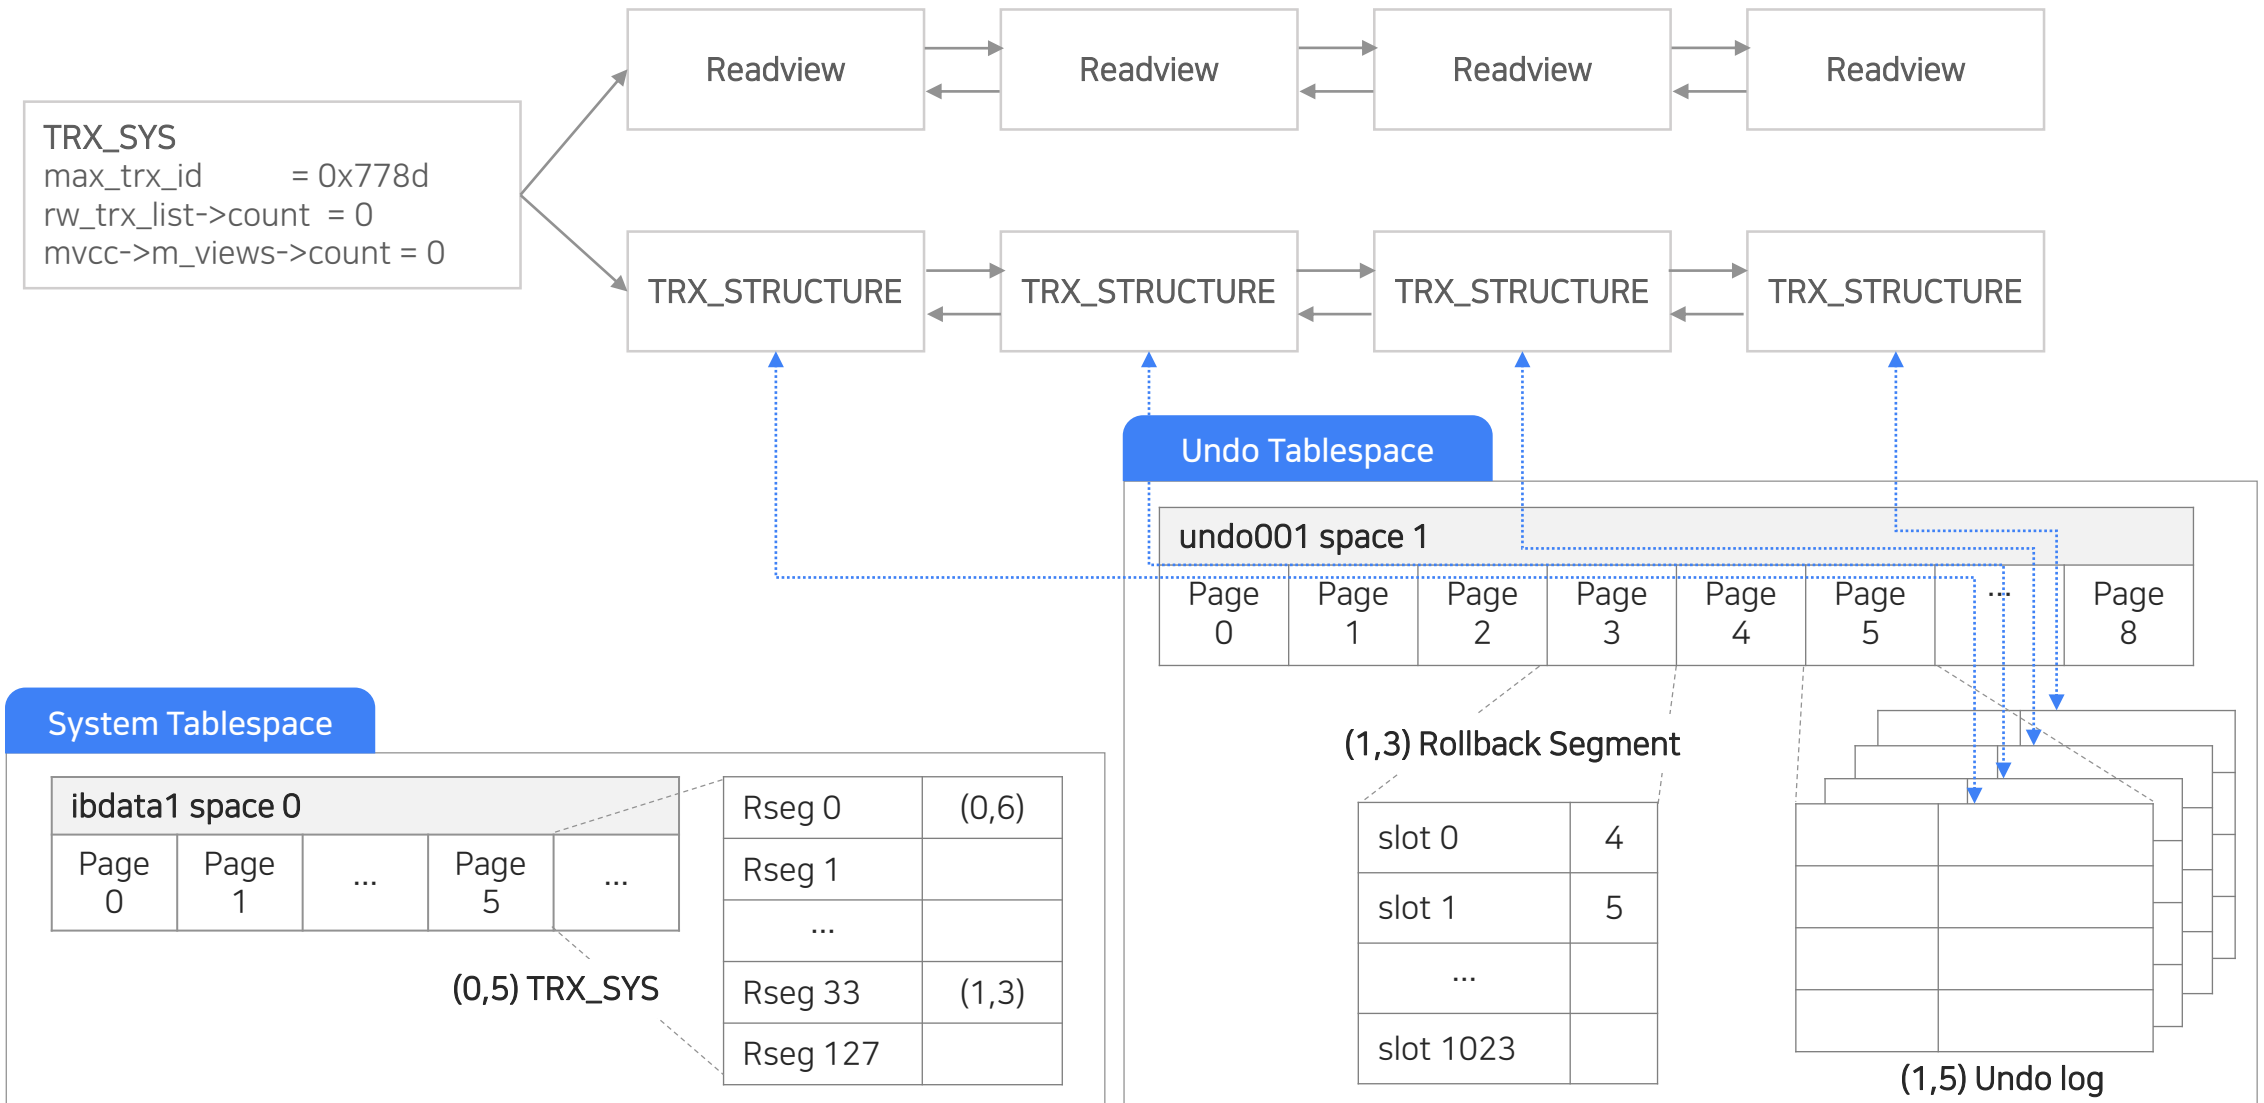 Readview
Readview
Readview
Readview
TRX_SYS
max_trx_id = 0x778d
rw_trx_list->count = 0
mvcc->m_views->count = 0
TRX_STRUCTURE
TRX_STRUCTURE
TRX_STRUCTURE
TRX_STRUCTURE
Undo Tablespace
undo001 space 1
Page
0
Page
1
Page
2
Page
3
Page
4
Page
5
...
Page
8
(1,3) Rollback Segment
slot 0
4
slot 1
5
...
slot 1023
(1,5) Undo log
System Tablespace
ibdata1 space 0
Page
0
Page
1
...
Page
5
...
(0,5) TRX_SYS
Rseg 0
(0,6)
Rseg 1
...
Rseg 33
(1,3)
Rseg 127